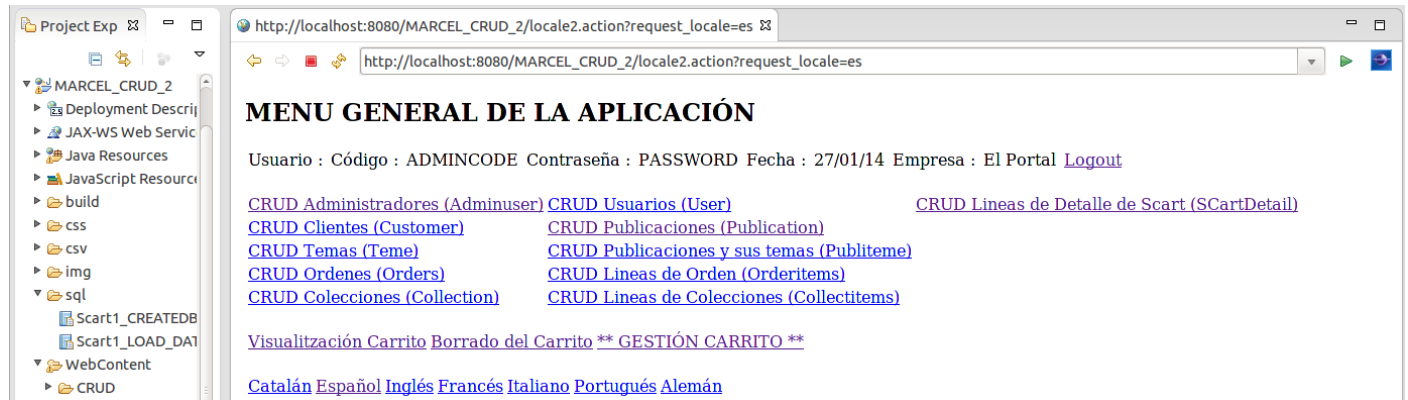 Project Exp
http://localhost:8080/MARCEL_CRUD_2/locale2.action?request_locale=es
http://localhost:8080/MARCEL_CRUD_2/locale2.action?request_locale=es
MARCEL_CRUD_2
Deployment Descrip
JAX-WS Web Servic
Java Resources
JavaScript Resource
build
css
csv
img
sql
Scart1_CREATEDB
Scart1_LOAD_DAT
WebContent
CRUD
MENU GENERAL DE LA APLICACIÓN
Usuario : Código : ADMINCODE Contraseña : PASSWORD Fecha : 27/01/14 Empresa : El Portal Logout
CRUD Administradores (Adminuser) CRUD Usuarios (User) CRUD Lineas de Detalle de Scart (SCartDetail)
CRUD Clientes (Customer) CRUD Publicaciones (Publication)
CRUD Temas (Teme) CRUD Publicaciones y sus temas (Publiteme)
CRUD Ordenes (Orders) CRUD Lineas de Orden (Orderitems)
CRUD Colecciones (Collection) CRUD Lineas de Colecciones (Collectitems)
Visualitzación Carrito Borrado del Carrito ** GESTIÓN CARRITO **
Catalán Español Inglés Francés Italiano Portugués Alemán